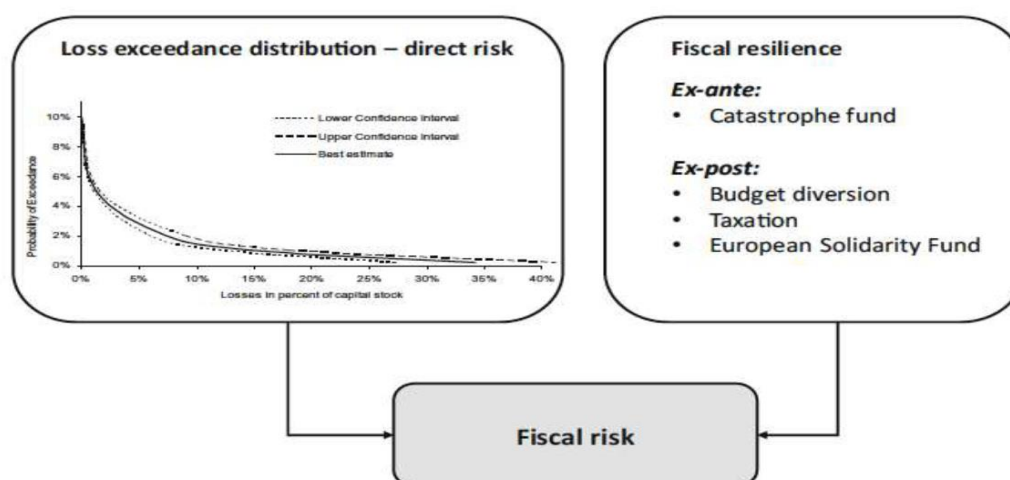 Loss exceedance distribution – direct risk
10%
8%
6%
4%
2%
0%
Probability of Exceedance
Lower Confidence Interval
Upper Confidence Interval
Best estimate
0% 5% 10% 15% 20% 25% 30% 35% 40%
Losses in percent of capital stock
Fiscal resilience
Ex-ante:
• Catastrophe fund
Ex-post:
• Budget diversion
• Taxation
• European Solidarity Fund
Fiscal risk